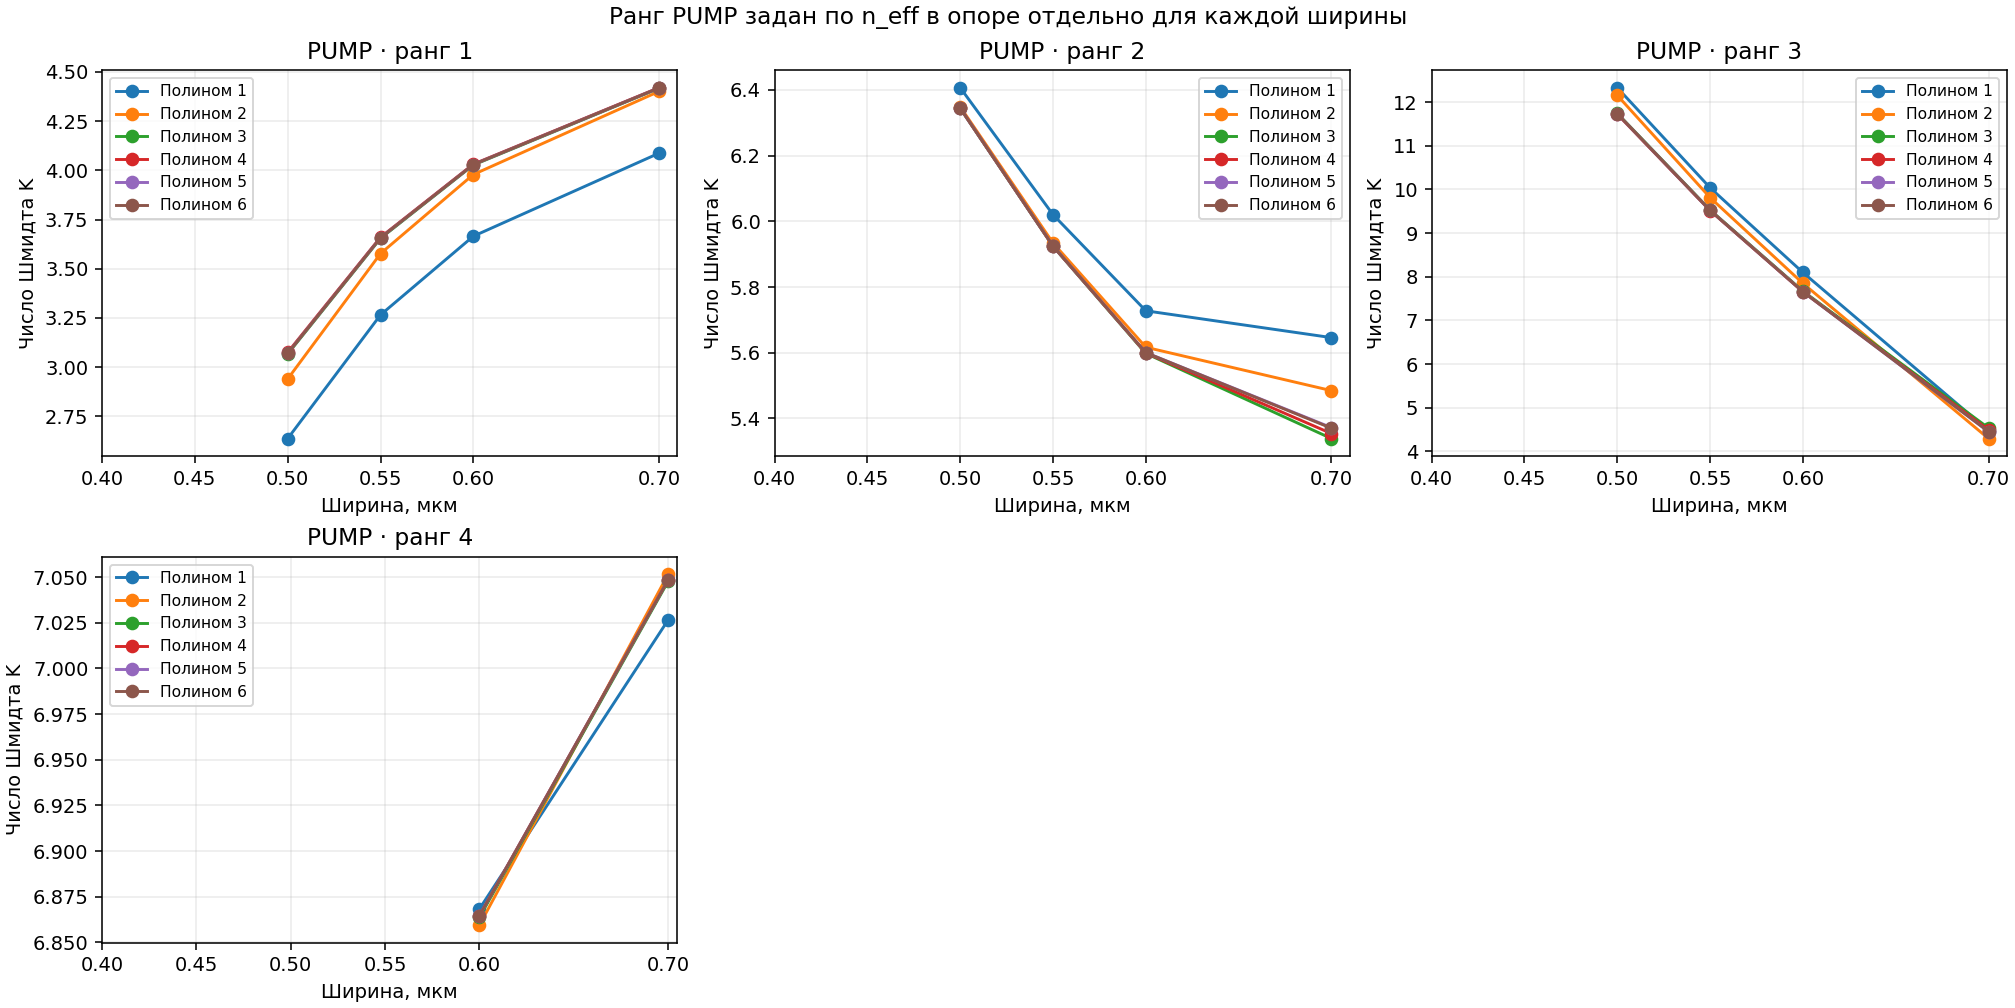 Ранг PUMP задан по n_eff в опоре отдельно для каждой ширины
PUMP · ранг 1
4.50
4.25
4.00
3.75
3.50
3.25
3.00
2.75
Число Шмидта K
Полином 1
Полином 2
Полином 3
Полином 4
Полином 5
Полином 6
0.40
0.45
0.50
0.55
0.60
0.70
Ширина, мкм
PUMP · ранг 2
6.4
6.2
6.0
5.8
5.6
5.4
Число Шмидта K
Полином 1
Полином 2
Полином 3
Полином 4
Полином 5
Полином 6
0.40
0.45
0.50
0.55
0.60
0.70
Ширина, мкм
PUMP · ранг 3
12
11
10
9
8
7
6
5
4
Число Шмидта K
Полином 1
Полином 2
Полином 3
Полином 4
Полином 5
Полином 6
0.40
0.45
0.50
0.55
0.60
0.70
Ширина, мкм
PUMP · ранг 4
7.050
7.025
7.000
6.975
6.950
6.925
6.900
6.875
6.850
Число Шмидта K
Полином 1
Полином 2
Полином 3
Полином 4
Полином 5
Полином 6
0.40
0.45
0.50
0.55
0.60
0.70
Ширина, мкм